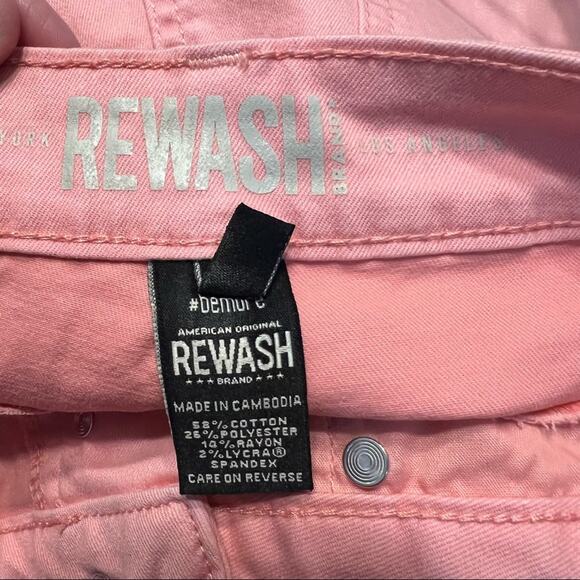 REWASH
BRAND
LOS ANGELES
#bemore
AMERICAN ORIGINAL
REWASH
BRAND
MADE IN CAMBODIA
58% COTTON
26% POLYESTER
14% RAYON
2% LYCRA®
SPANDEX
CARE ON REVERSE